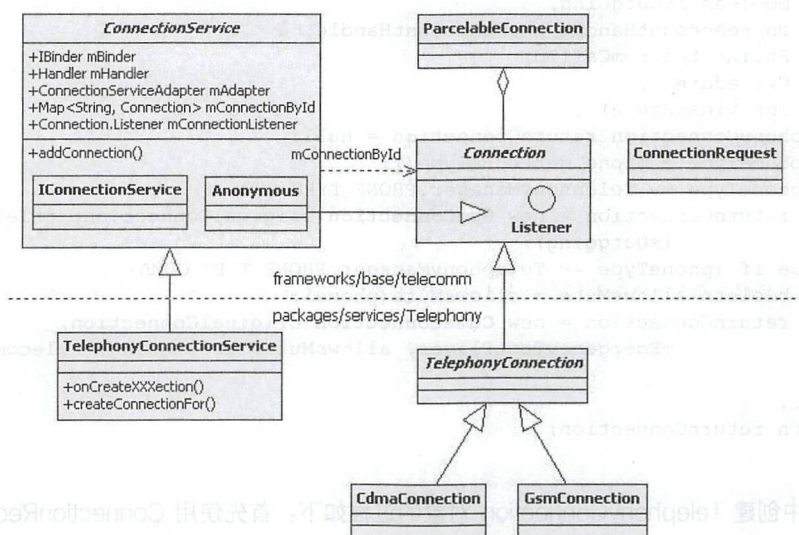 ConnectionService
+IBinder mBinder
+Handler mHandler
+ConnectionServiceAdapter mAdapter
+Map<String, Connection> mConnectionById
+Connection.Listener mConnectionListener
+addConnection()
IConnectionService
Anonymous
mConnectionById
ParcelableConnection
Connection
Listener
ConnectionRequest
frameworks/base/telecomm
packages/services/Telephony
TelephonyConnectionService
+onCreateXXXection()
+createConnectionFor()
TelephonyConnection
CdmaConnection
GsmConnection